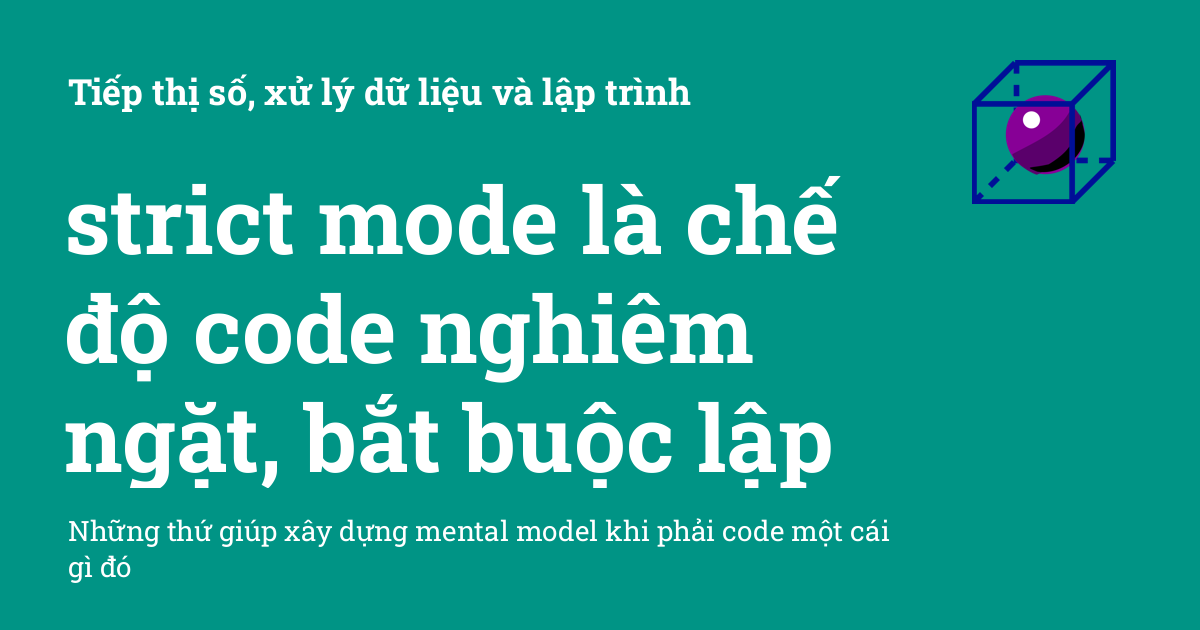 Tiếp thị số, xử lý dữ liệu và lập trình
strict mode là chế
độ code nghiêm
ngặt, bắt buộc lập
Những thứ giúp xây dựng mental model khi phải code một cái
gì đó